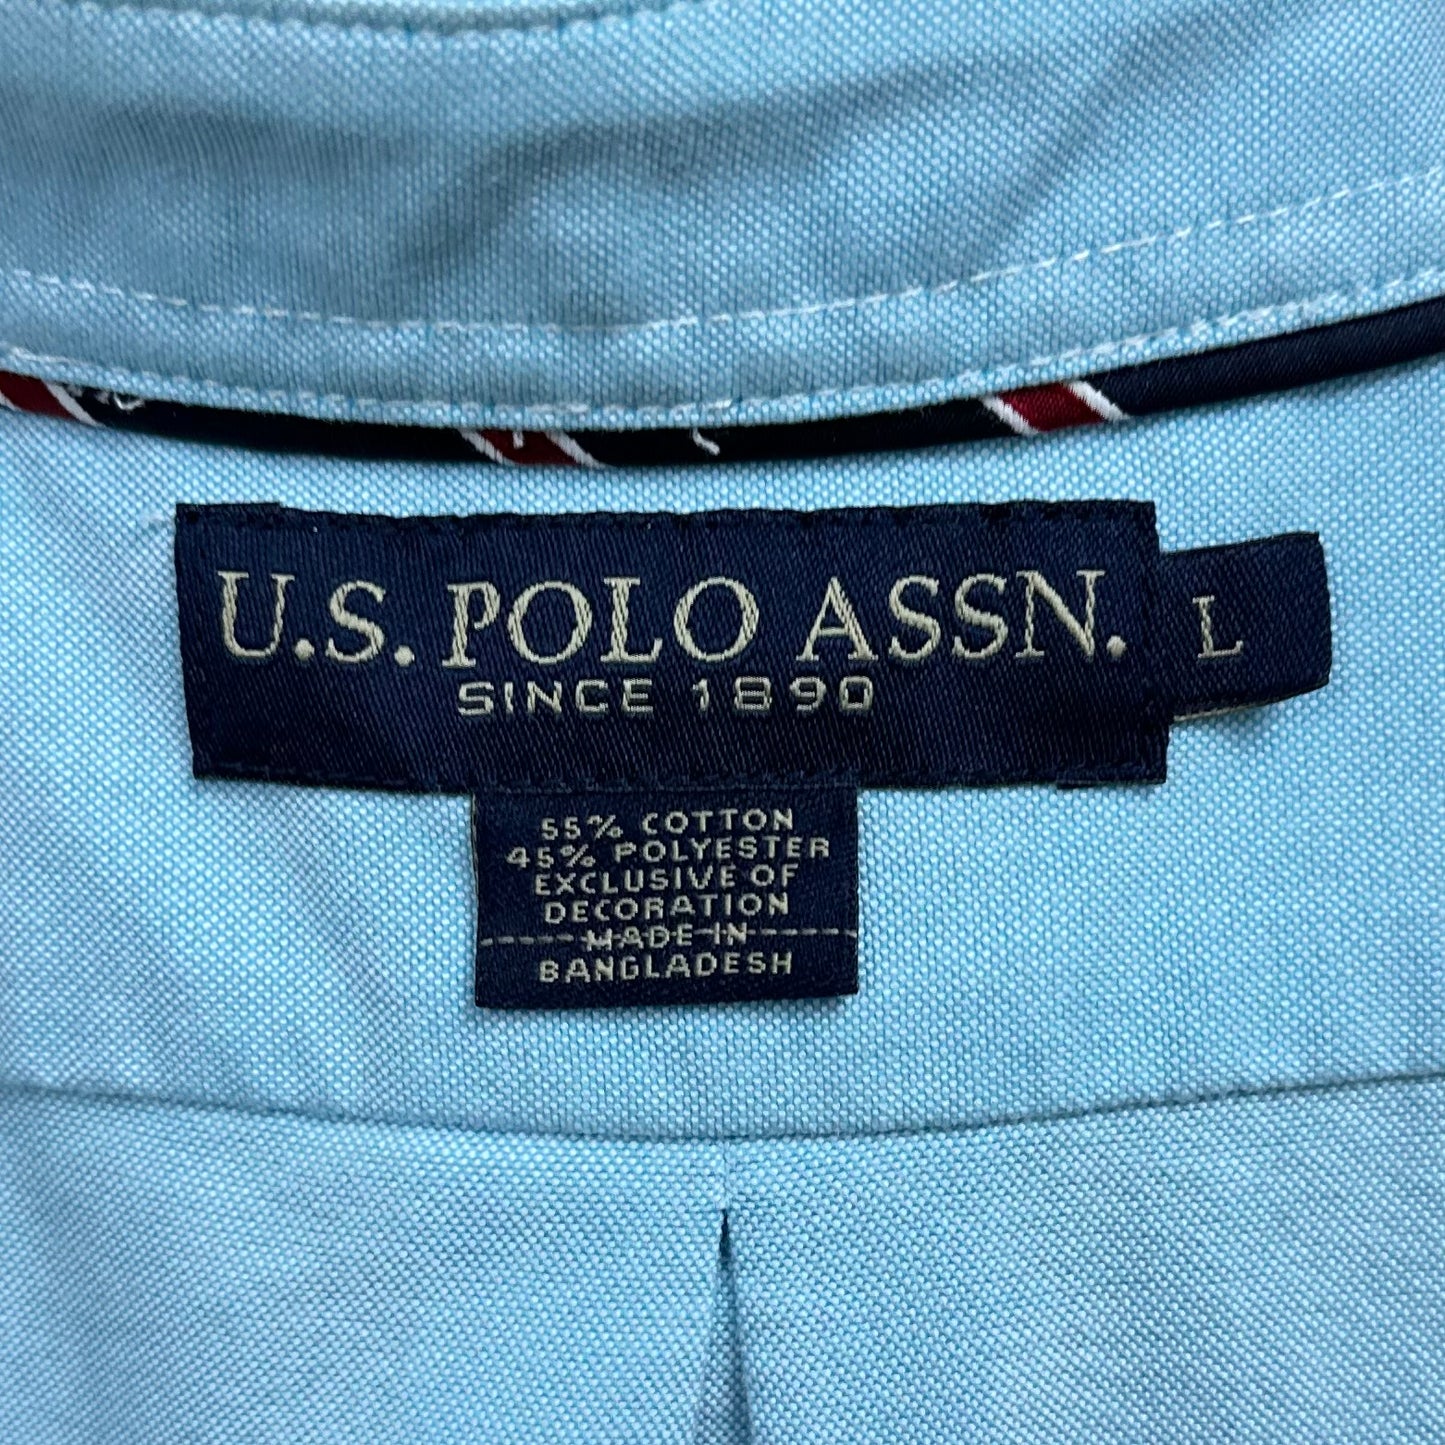 U.S. POLO ASSN.
SINCE 1890
L
55% COTTON
45% POLYESTER
EXCLUSIVE OF
DECORATION
MADE IN
BANGLADESH